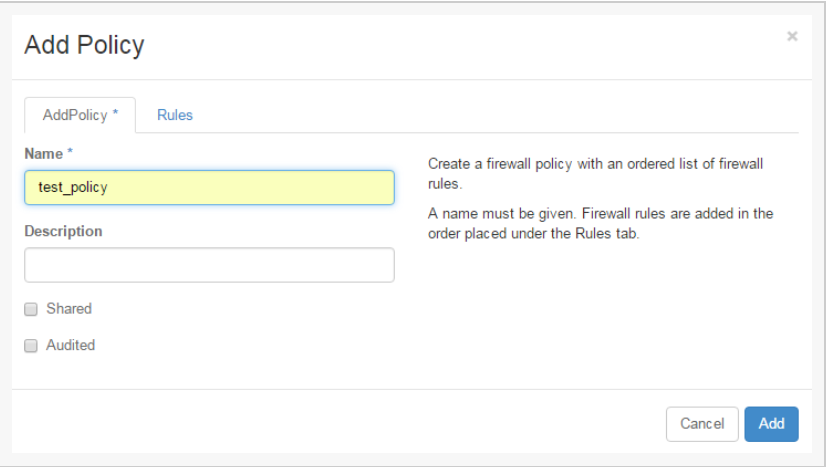 Add Policy
×
AddPolicy *
Rules
Name *
test_policy
Create a firewall policy with an ordered list of firewall
rules.
A name must be given. Firewall rules are added in the
order placed under the Rules tab.
Description
Shared
Audited
Cancel
Add